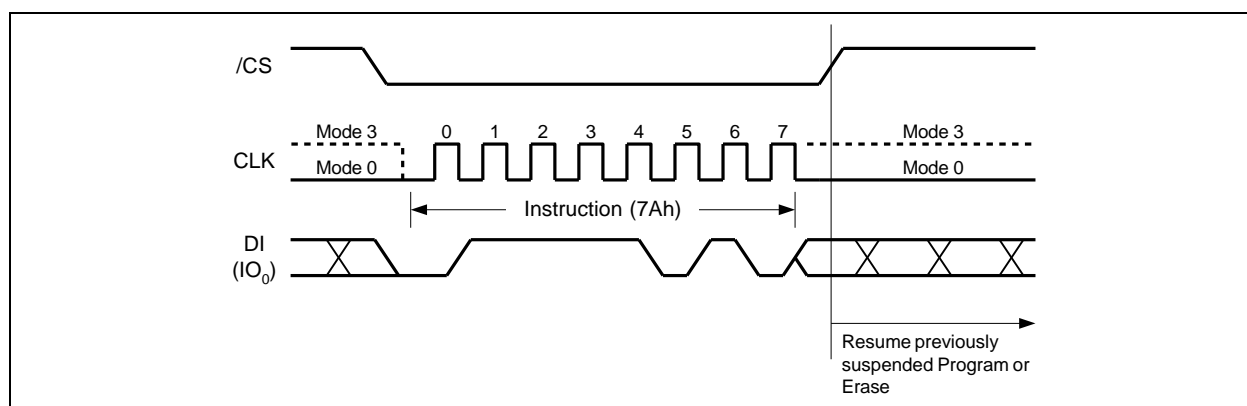 /CS
Mode 3
0 1 2 3 4 5 6 7
Mode 3
CLK
Mode 0
Mode 0
Instruction (7Ah)
DI
(IO0)
Resume previously
suspended Program or
Erase